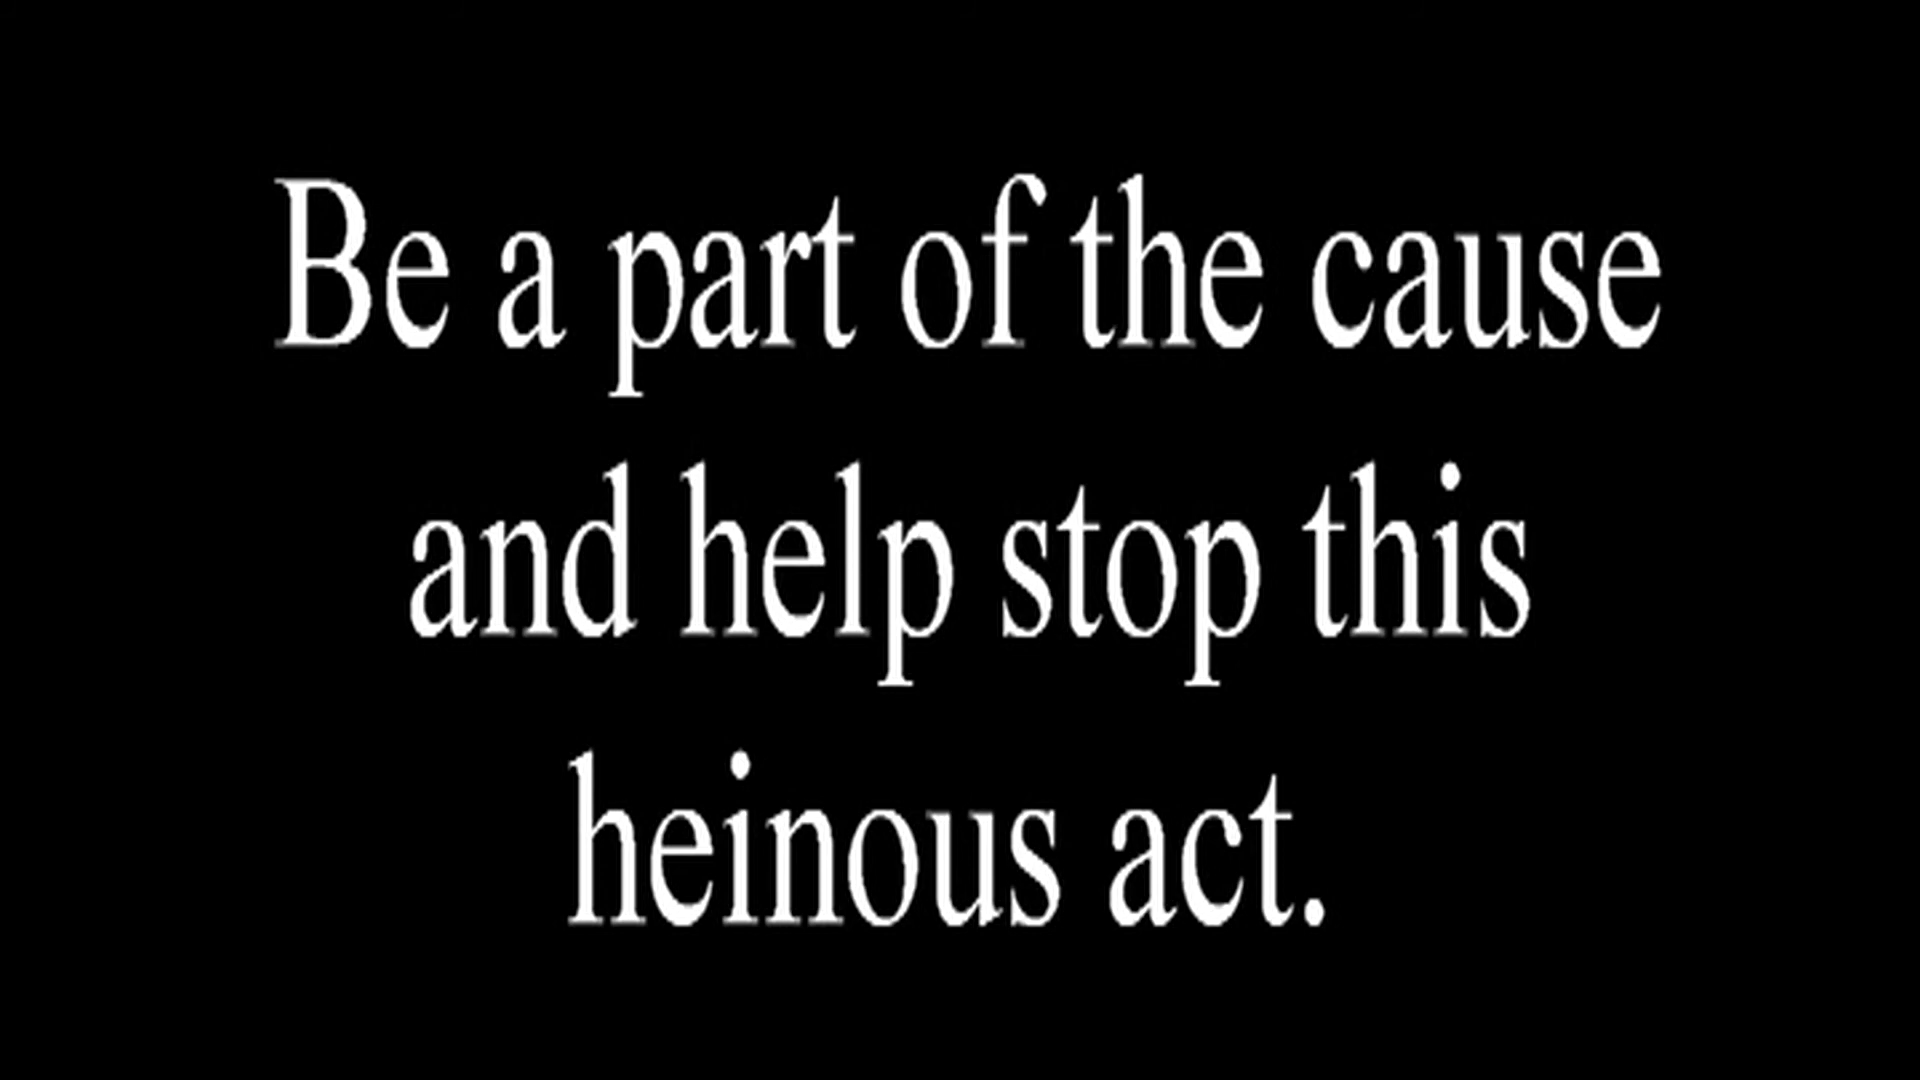 Be a part of the cause
and help stop this
heinous act.